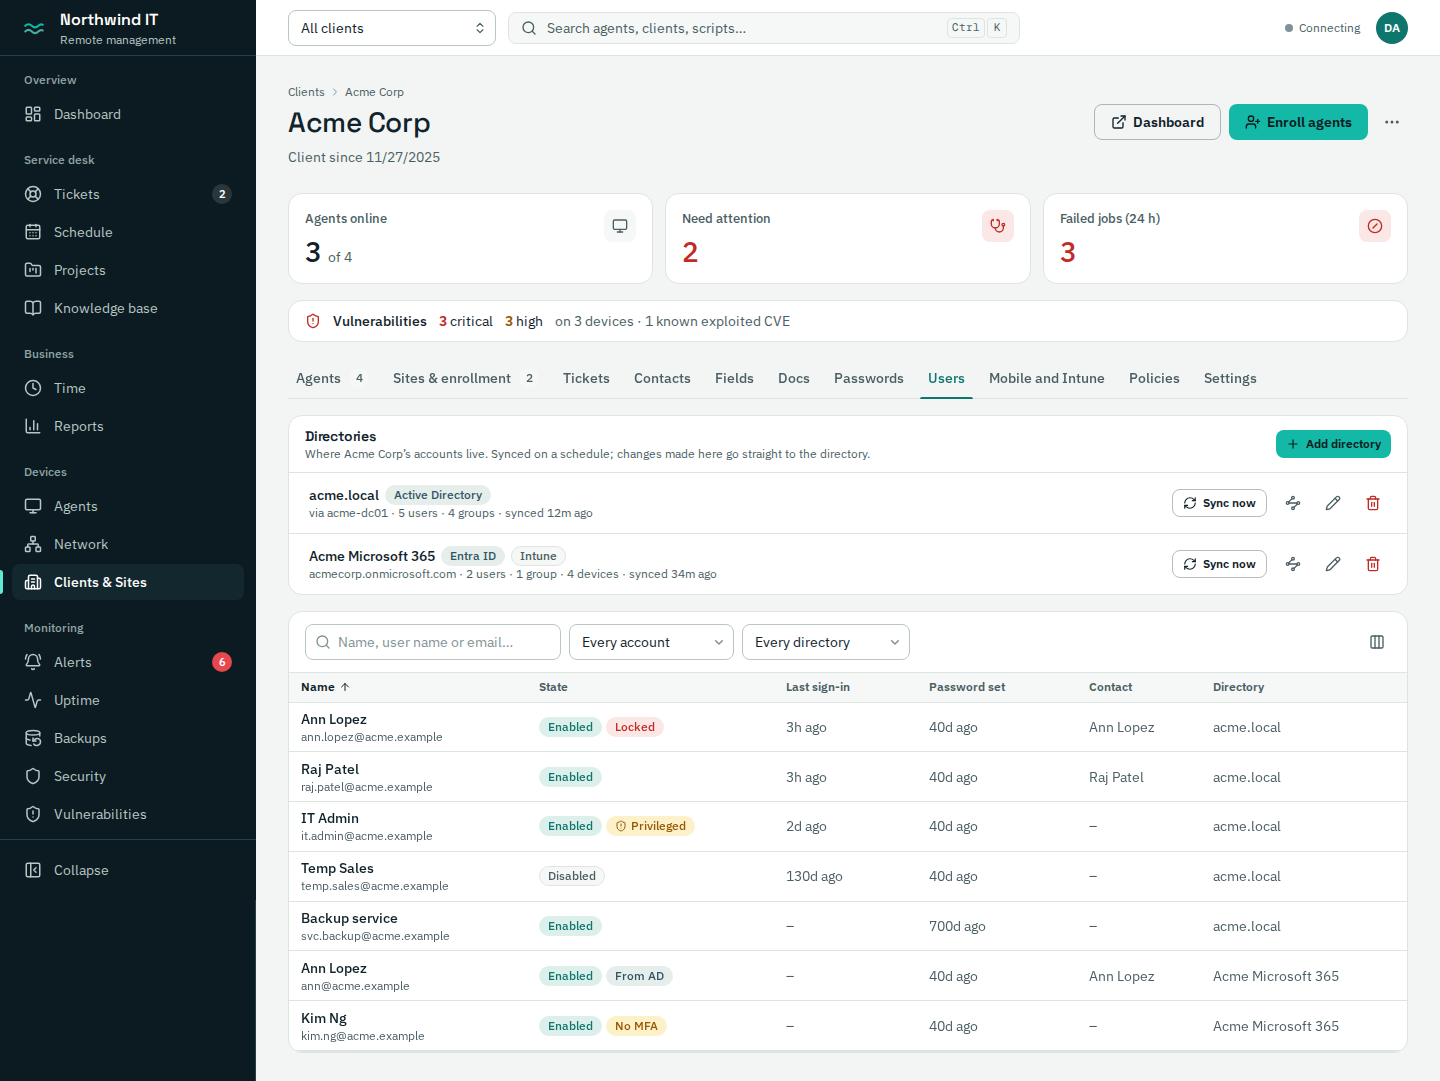 Northwind IT
Remote management
Overview
Dashboard
Service desk
Tickets 2
Schedule
Projects
Knowledge base
Business
Time
Reports
Devices
Agents
Network
Clients & Sites
Monitoring
Alerts 6
Uptime
Backups
Security
Vulnerabilities
Collapse
All clients
Search agents, clients, scripts... Ctrl K
Connecting DA
Clients > Acme Corp
Acme Corp
Client since 11/27/2025
Dashboard
Enroll agents
Agents online
3 of 4
Need attention
2
Failed jobs (24 h)
3
Vulnerabilities 3 critical 3 high on 3 devices · 1 known exploited CVE
Agents 4 Sites & enrollment 2 Tickets Contacts Fields Docs Passwords Users Mobile and Intune Policies Settings
Directories
Where Acme Corp's accounts live. Synced on a schedule; changes made here go straight to the directory.
Add directory
acme.local Active Directory
via acme-dc01 · 5 users · 4 groups · synced 12m ago
Sync now
Acme Microsoft 365 Entra ID Intune
acmecorp.onmicrosoft.com · 2 users · 1 group · 4 devices · synced 34m ago
Sync now
Name, user name or email... Every account Every directory
Name State Last sign-in Password set Contact Directory
Ann Lopez
ann.lopez@acme.example
Enabled Locked 3h ago 40d ago Ann Lopez acme.local
Raj Patel
raj.patel@acme.example
Enabled 3h ago 40d ago Raj Patel acme.local
IT Admin
it.admin@acme.example
Enabled Privileged 2d ago 40d ago – acme.local
Temp Sales
temp.sales@acme.example
Disabled 130d ago 40d ago – acme.local
Backup service
svc.backup@acme.example
Enabled – 700d ago – acme.local
Ann Lopez
ann@acme.example
Enabled From AD – 40d ago Ann Lopez Acme Microsoft 365
Kim Ng
kim.ng@acme.example
Enabled No MFA – 40d ago – Acme Microsoft 365